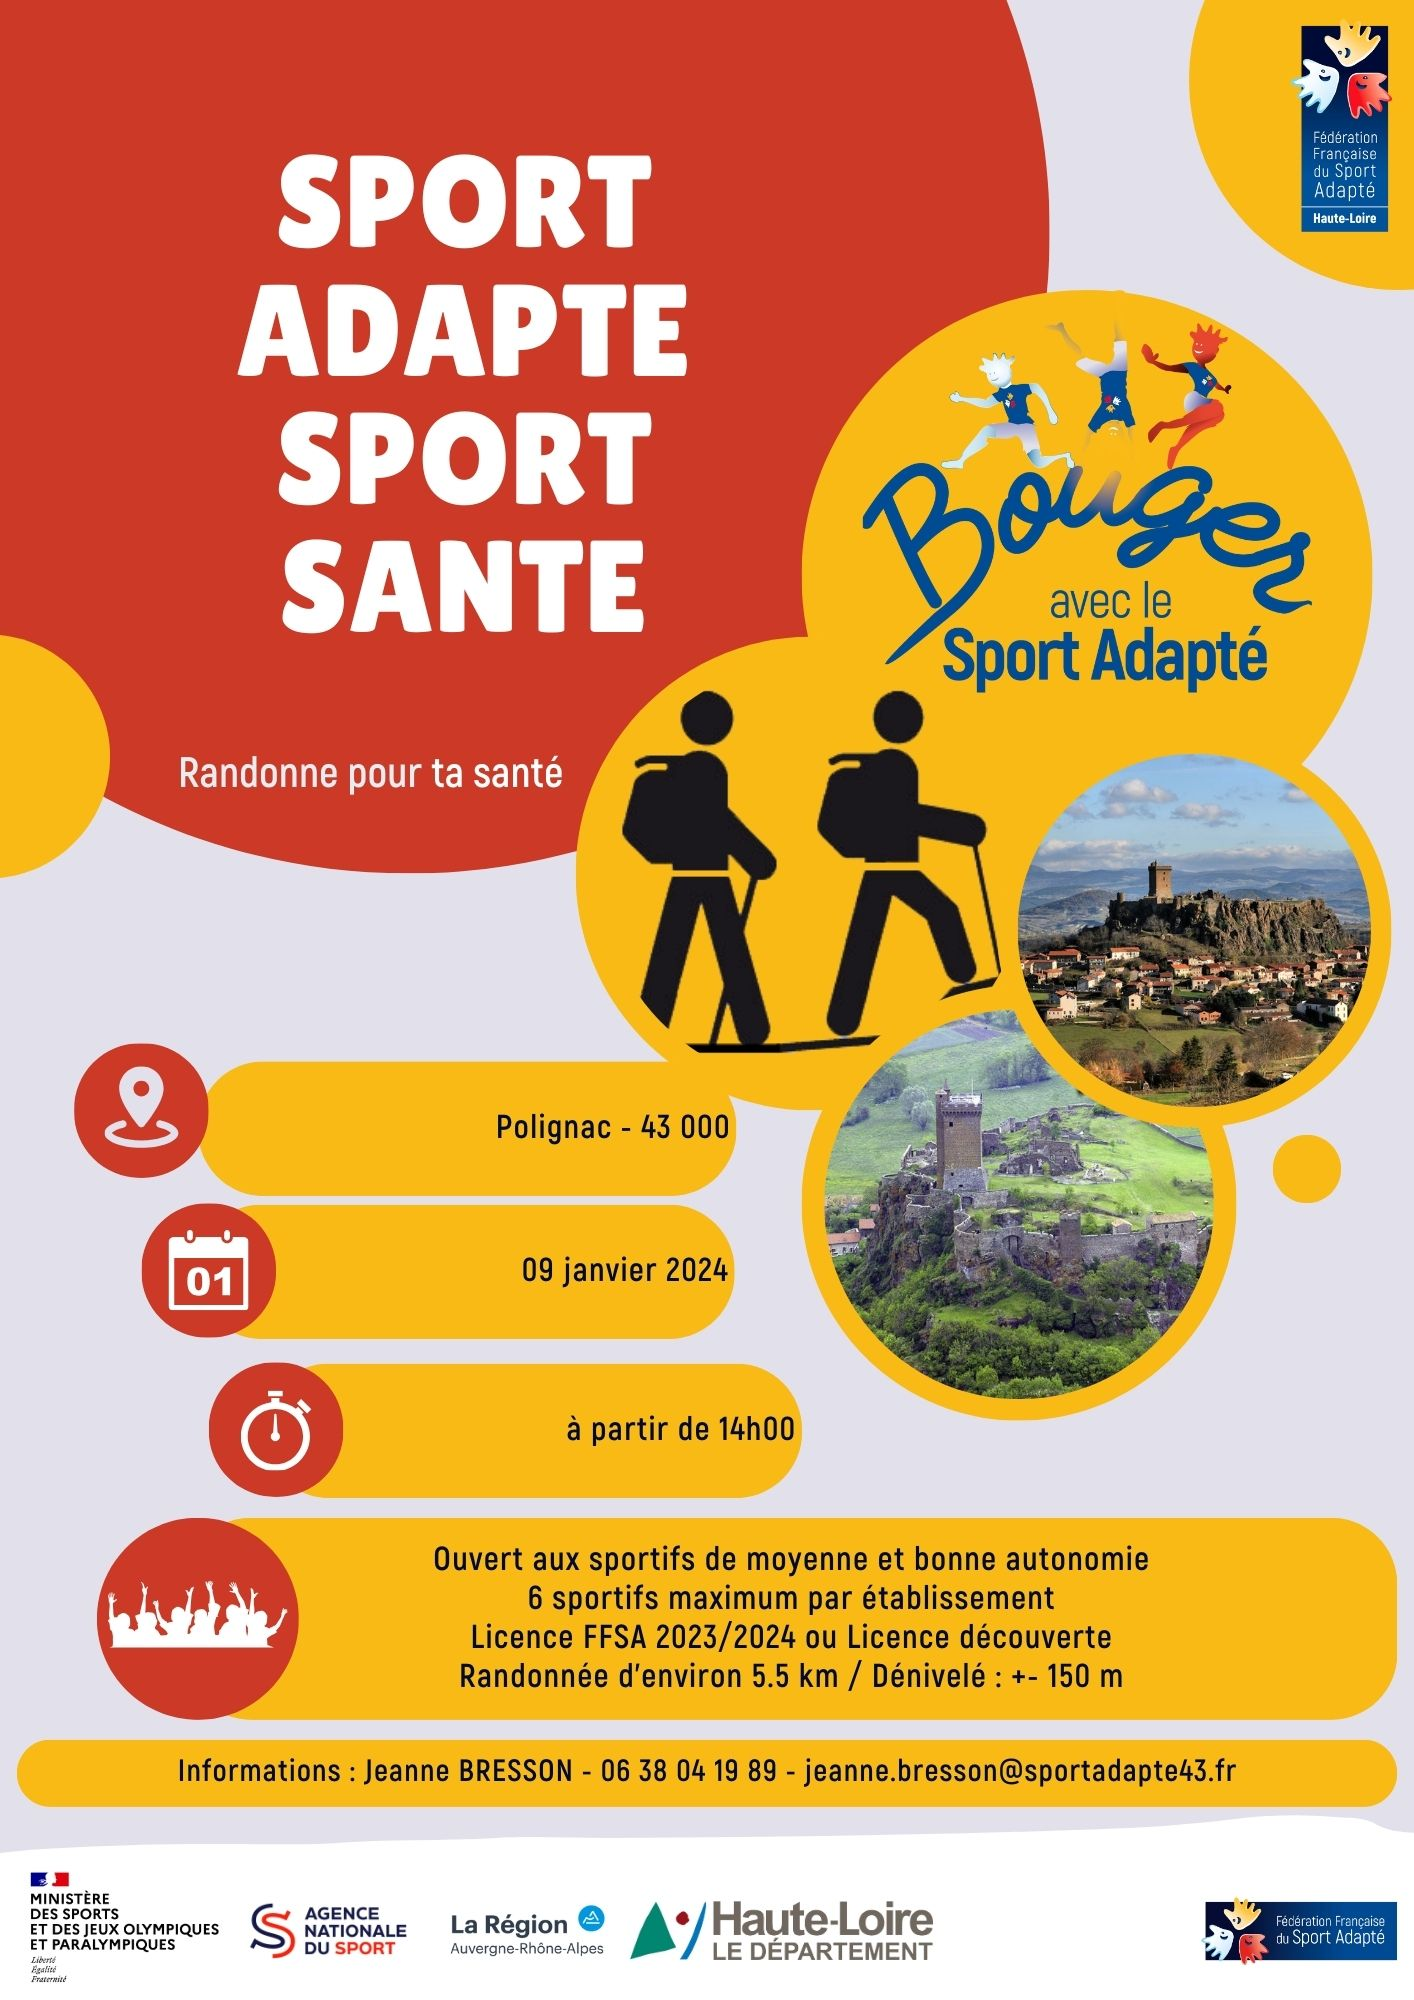 Fédération
Française
du Sport
Adapté
Haute-Loire
SPORT
ADAPTE
SPORT
SANTE
Bouger
avec le
Sport Adapté
Randonne pour ta santé
Polignac - 43 000
01
09 janvier 2024
à partir de 14h00
Ouvert aux sportifs de moyenne et bonne autonomie
6 sportifs maximum par établissement
Licence FFSA 2023/2024 ou Licence découverte
Randonnée d'environ 5.5 km / Dénivelé : +- 150 m
Informations : Jeanne BRESSON - 06 38 04 19 89 - jeanne.bresson@sportadapte43.fr
MINISTÈRE
DES SPORTS
ET DES JEUX OLYMPIQUES
ET PARALYMPIQUES
Liberté
Égalité
Fraternité
AGENCE
NATIONALE
DU SPORT
La Région
Auvergne-Rhône-Alpes
Haute-Loire
LE DÉPARTEMENT
Fédération Française
du Sport Adapté